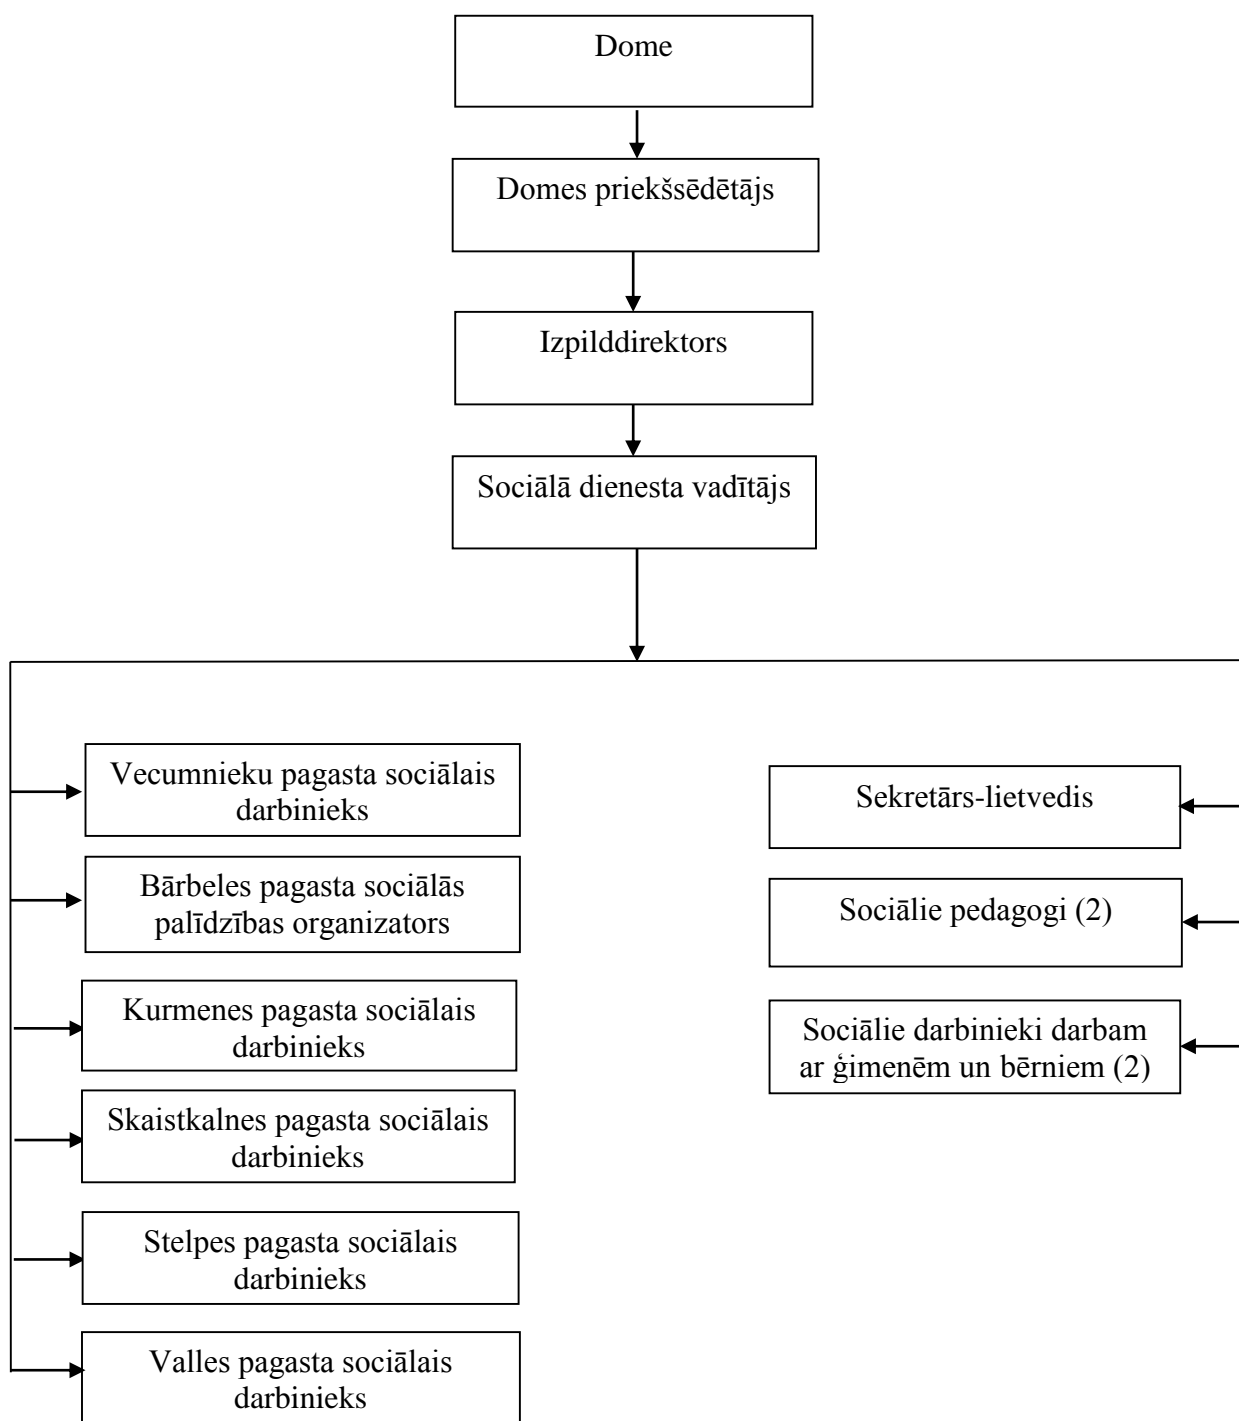 Dome
Domes priekšsēdētājs
Izpilddirektors
Sociālā dienesta vadītājs
Vecumnieku pagasta sociālais
darbinieks
Bārbeles pagasta sociālās
palīdzības organizators
Kurmenes pagasta sociālais
darbinieks
Skaistkalnes pagasta sociālais
darbinieks
Stelpes pagasta sociālais
darbinieks
Valles pagasta sociālais
darbinieks
Sekretārs-lietvedis
Sociālie pedagogi (2)
Sociālie darbinieki darbam
ar ģimenēm un bērniem (2)